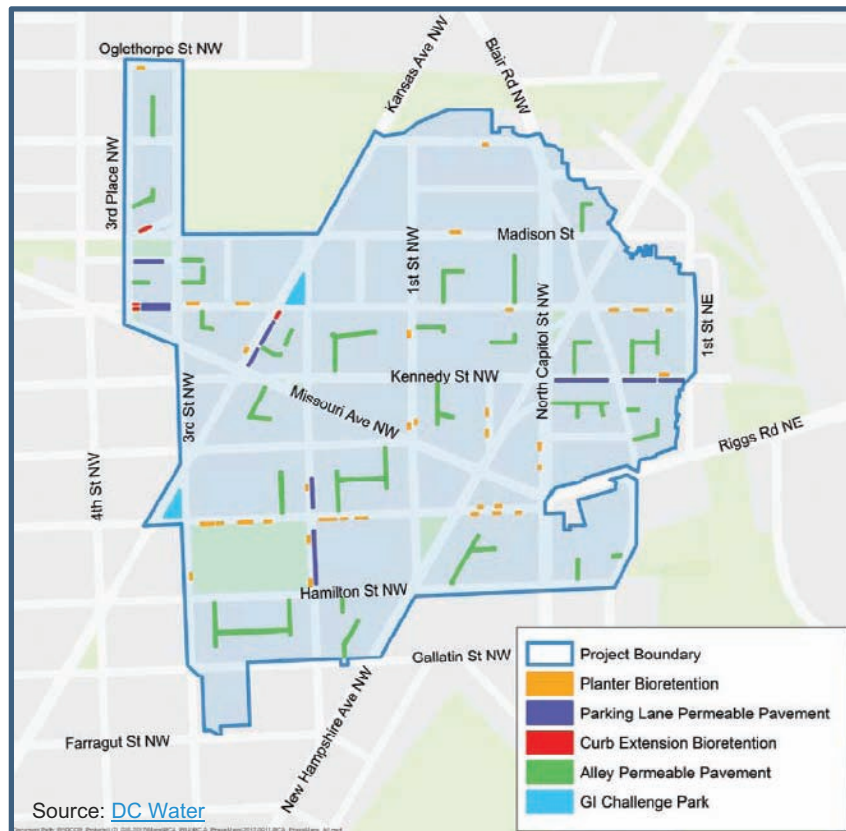 Oglethorpe St NW
Kansas Ave NW
Blair Rd NW
3rd Place NW
1st St NW
Madison St
North Capitol St NW
1st St NE
Kennedy St NW
3rc St NW
Missouri Ave NW
Riggs Rd NE
4th St NW
Hamilton St NW
Gallatin St NW
New Hampshire Ave NW
Farragut St NW
Project Boundary
Planter Bioretention
Parking Lane Permeable Pavement
Curb Extension Bioretention
Alley Permeable Pavement
GI Challenge Park
Source: DC Water